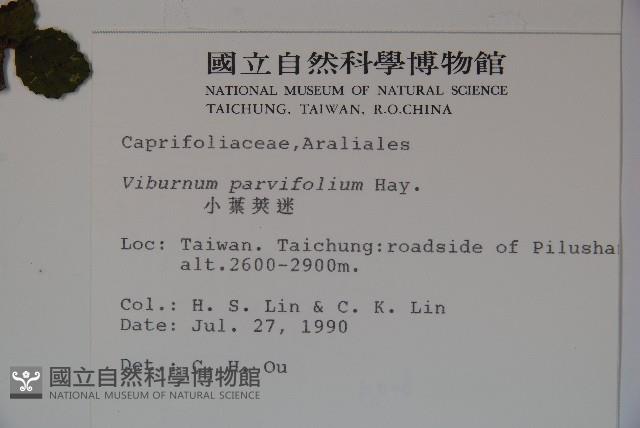 國立自然科學博物館
NATIONAL MUSEUM OF NATURAL SCIENCE
TAICHUNG, TAIWAN, R.O.CHINA
Caprifoliaceae,Araliales
Viburnum parvifolium Hay.
小葉莢迷
Loc: Taiwan. Taichung:roadside of Pilusha
alt.2600-2900m.
Col.: H. S. Lin & C. K. Lin
Date: Jul. 27, 1990
Det.: C. H. Ou
國立自然科學博物館
NATIONAL MUSEUM OF NATURAL SCIENCE